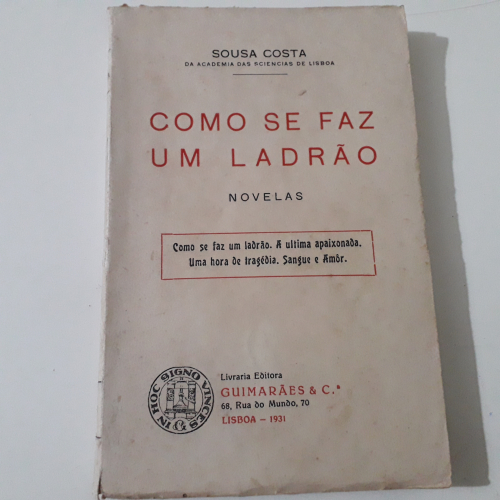 SOUSA COSTA
DA ACADEMIA DAS SCIENCIAS DE LISBOA
COMO SE FAZ
UM LADRÃO
NOVELAS
Como se faz um ladrão. A ultima apaixonada.
Uma hora de tragédia. Sangue e Amôr.
IN HOC SIGNO VINCES
Livraria Editora
GUIMARÃES & C.ª
68, Rua do Mundo, 70
LISBOA — 1931